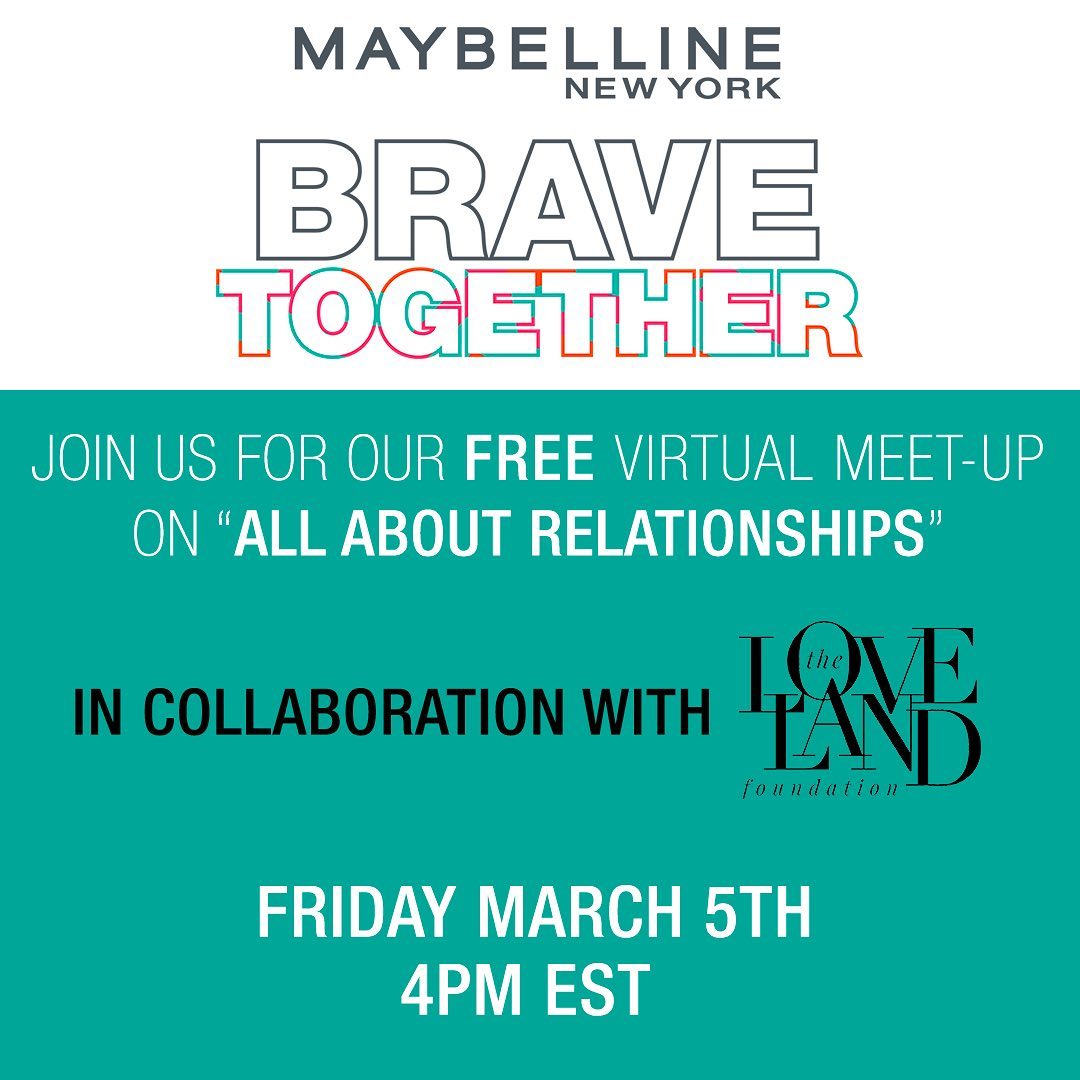 MAYBELLINE
NEW YORK
BRAVE
TOGETHER
JOIN US FOR OUR FREE VIRTUAL MEET-UP
ON “ALL ABOUT RELATIONSHIPS”
IN COLLABORATION WITH
the
LOVE
LAND
foundation
FRIDAY MARCH 5TH
4PM EST